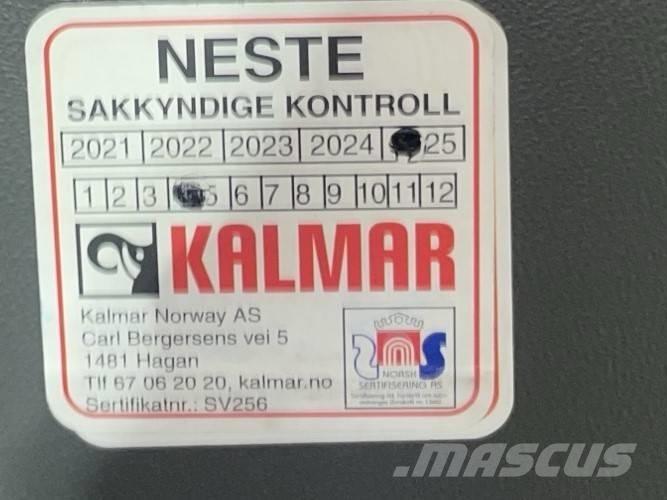 NESTE
SAKKYNDIGE KONTROLL
2021 2022 2023 2024 25
1 2 3 5 6 7 8 9 10 11 12
KALMAR
Kalmar Norway AS
Carl Bergersens vei 5
1481 Hagan
Tlf 67 06 20 20, kalmar.no
Sertifikatnr.: SV256
NORSK
SERTIFISERING AS
MASCUS